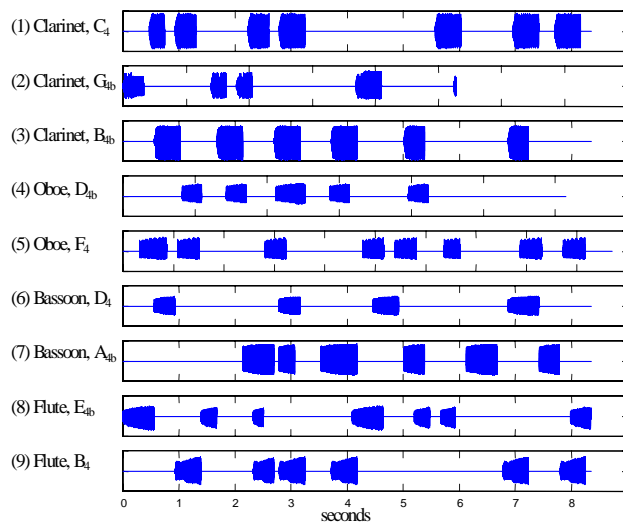 (1) Clarinet, C4
(2) Clarinet, G4b
(3) Clarinet, B4b
(4) Oboe, D4b
(5) Oboe, F4
(6) Bassoon, D4
(7) Bassoon, A4b
(8) Flute, E4b
(9) Flute, B4
0 1 2 3 4 5 6 7 8
seconds